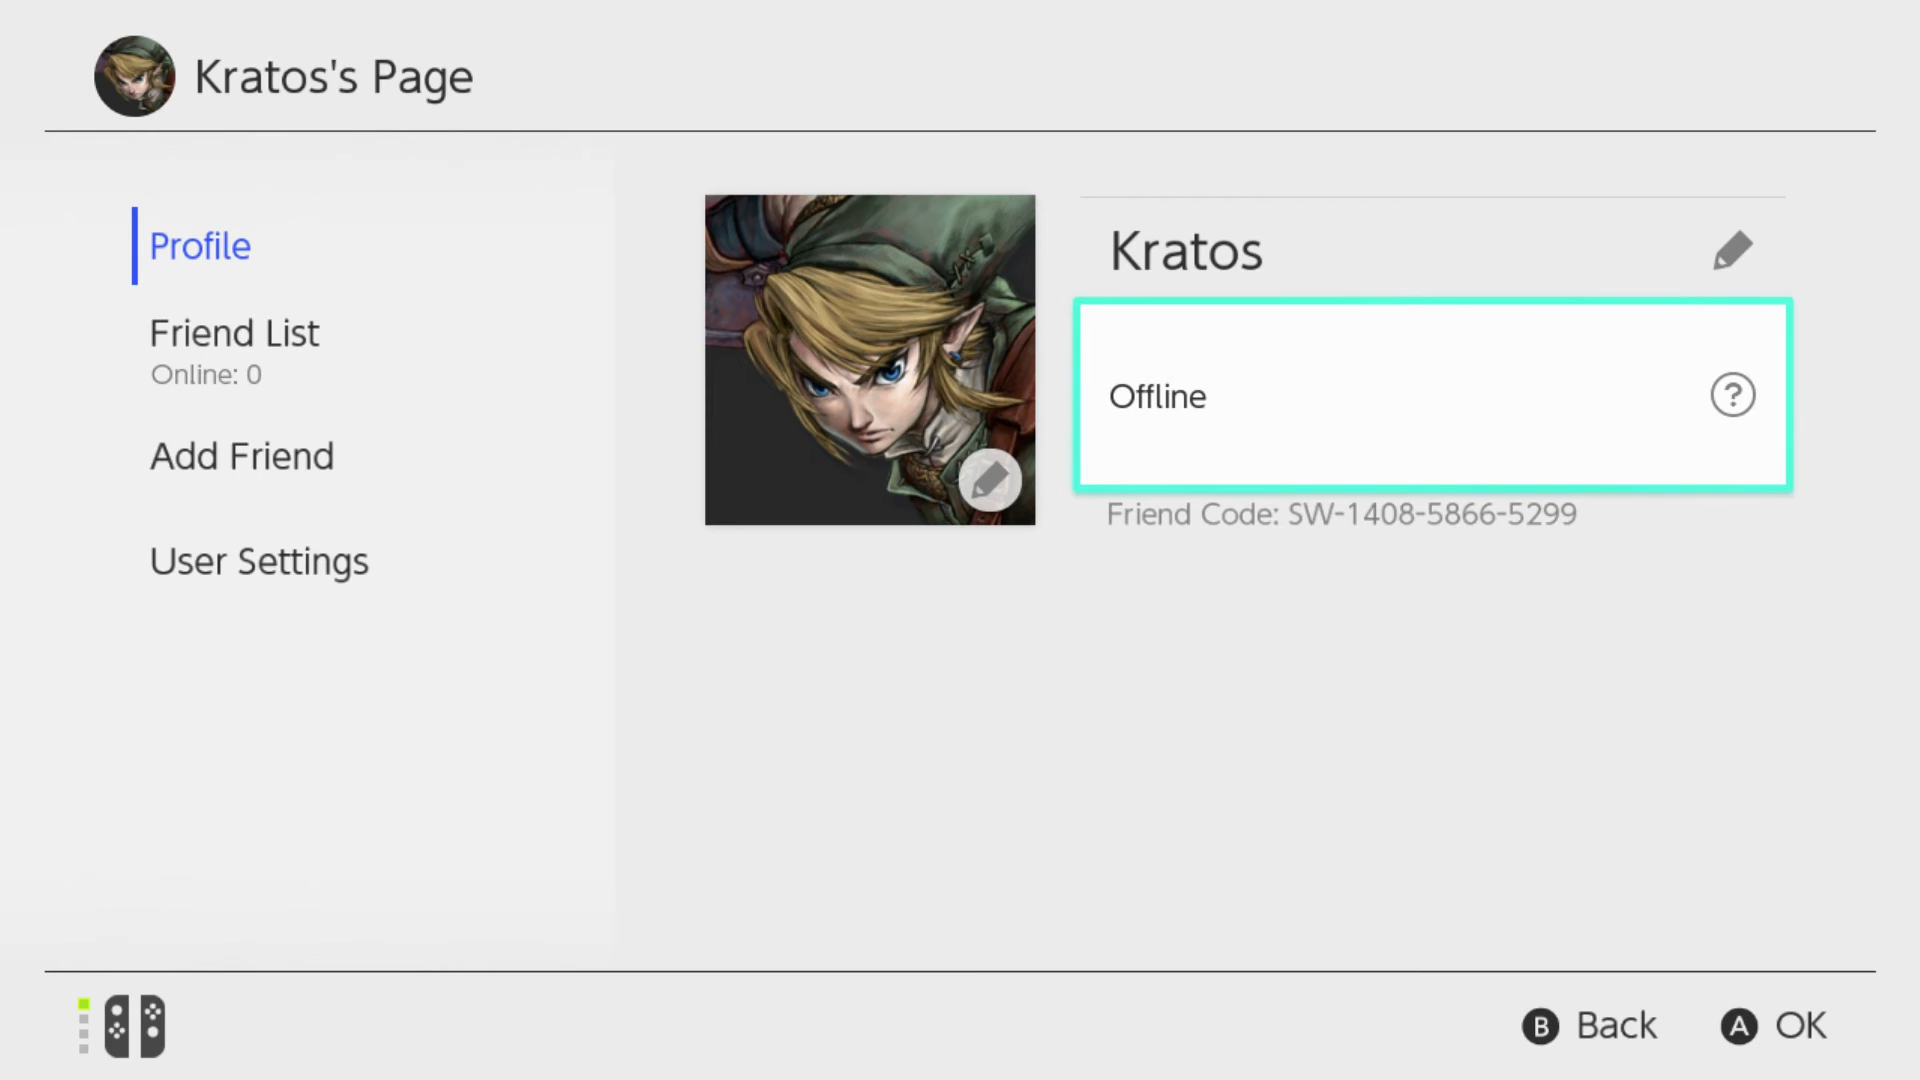 Kratos's Page
Profile
Friend List
Online: 0
Add Friend
User Settings
Kratos
Offline
?
Friend Code: SW-1408-5866-5299
B Back
A OK